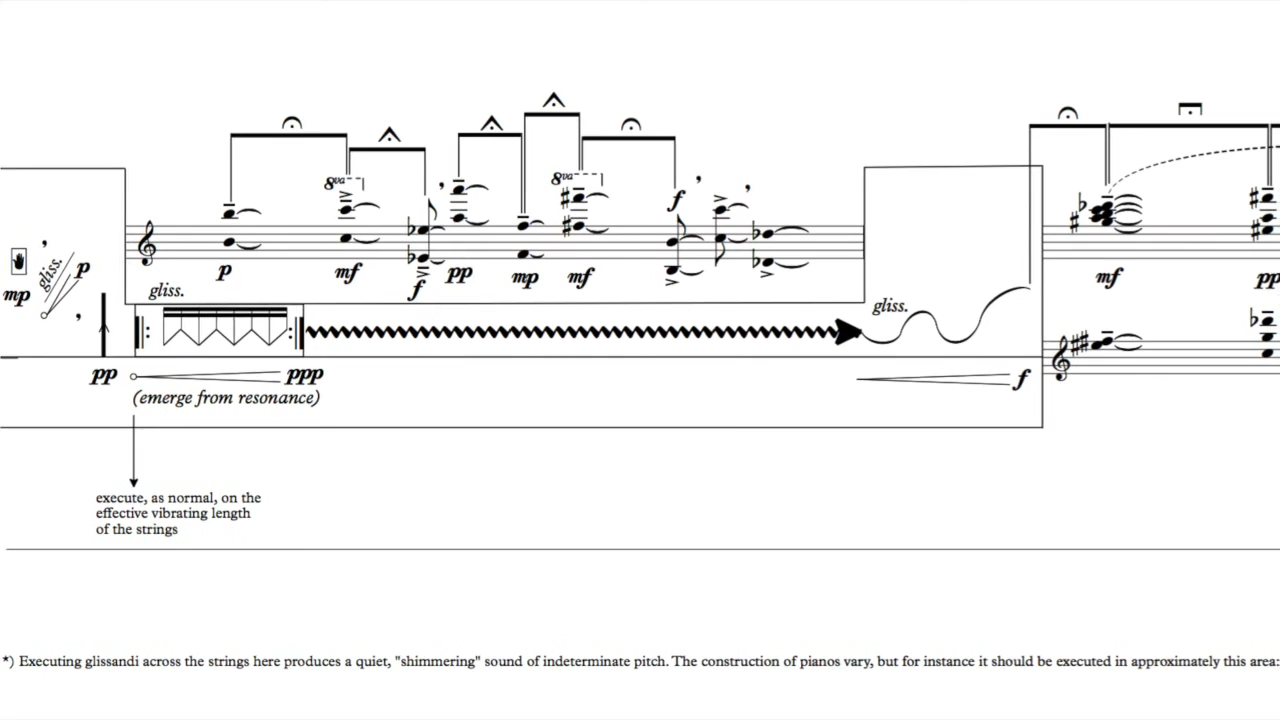 8va
8va
f
p
mf
f
pp
mp
mf
mf
pp
gliss.
p
mp
gliss.
gliss.
pp
ppp
f
(emerge from resonance)
execute, as normal, on the
effective vibrating length
of the strings
*) Executing glissandi across the strings here produces a quiet, "shimmering" sound of indeterminate pitch. The construction of pianos vary, but for instance it should be executed in approximately this area: